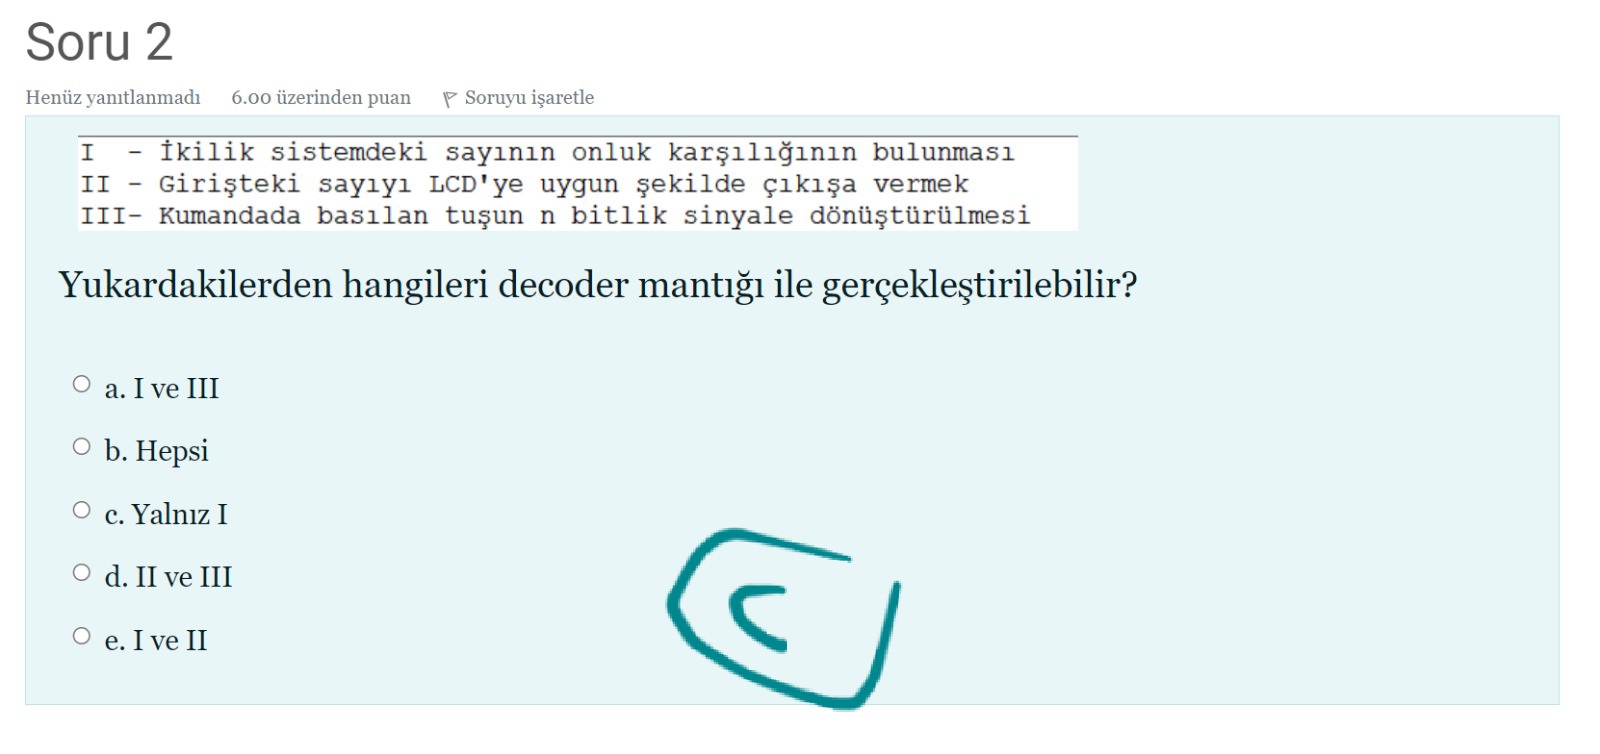 Soru 2
Henüz yanıtlanmadı 6.00 üzerinden puan Soruyu işaretle
I - İkilik sistemdeki sayının onluk karşılığının bulunması
II - Girişteki sayıyı LCD'ye uygun şekilde çıkışa vermek
III- Kumandada basılan tuşun n bitlik sinyale dönüştürülmesi
Yukardakilerden hangileri decoder mantığı ile gerçekleştirilebilir?
a. I ve III
b. Hepsi
c. Yalnız I
d. II ve III
e. I ve II
C